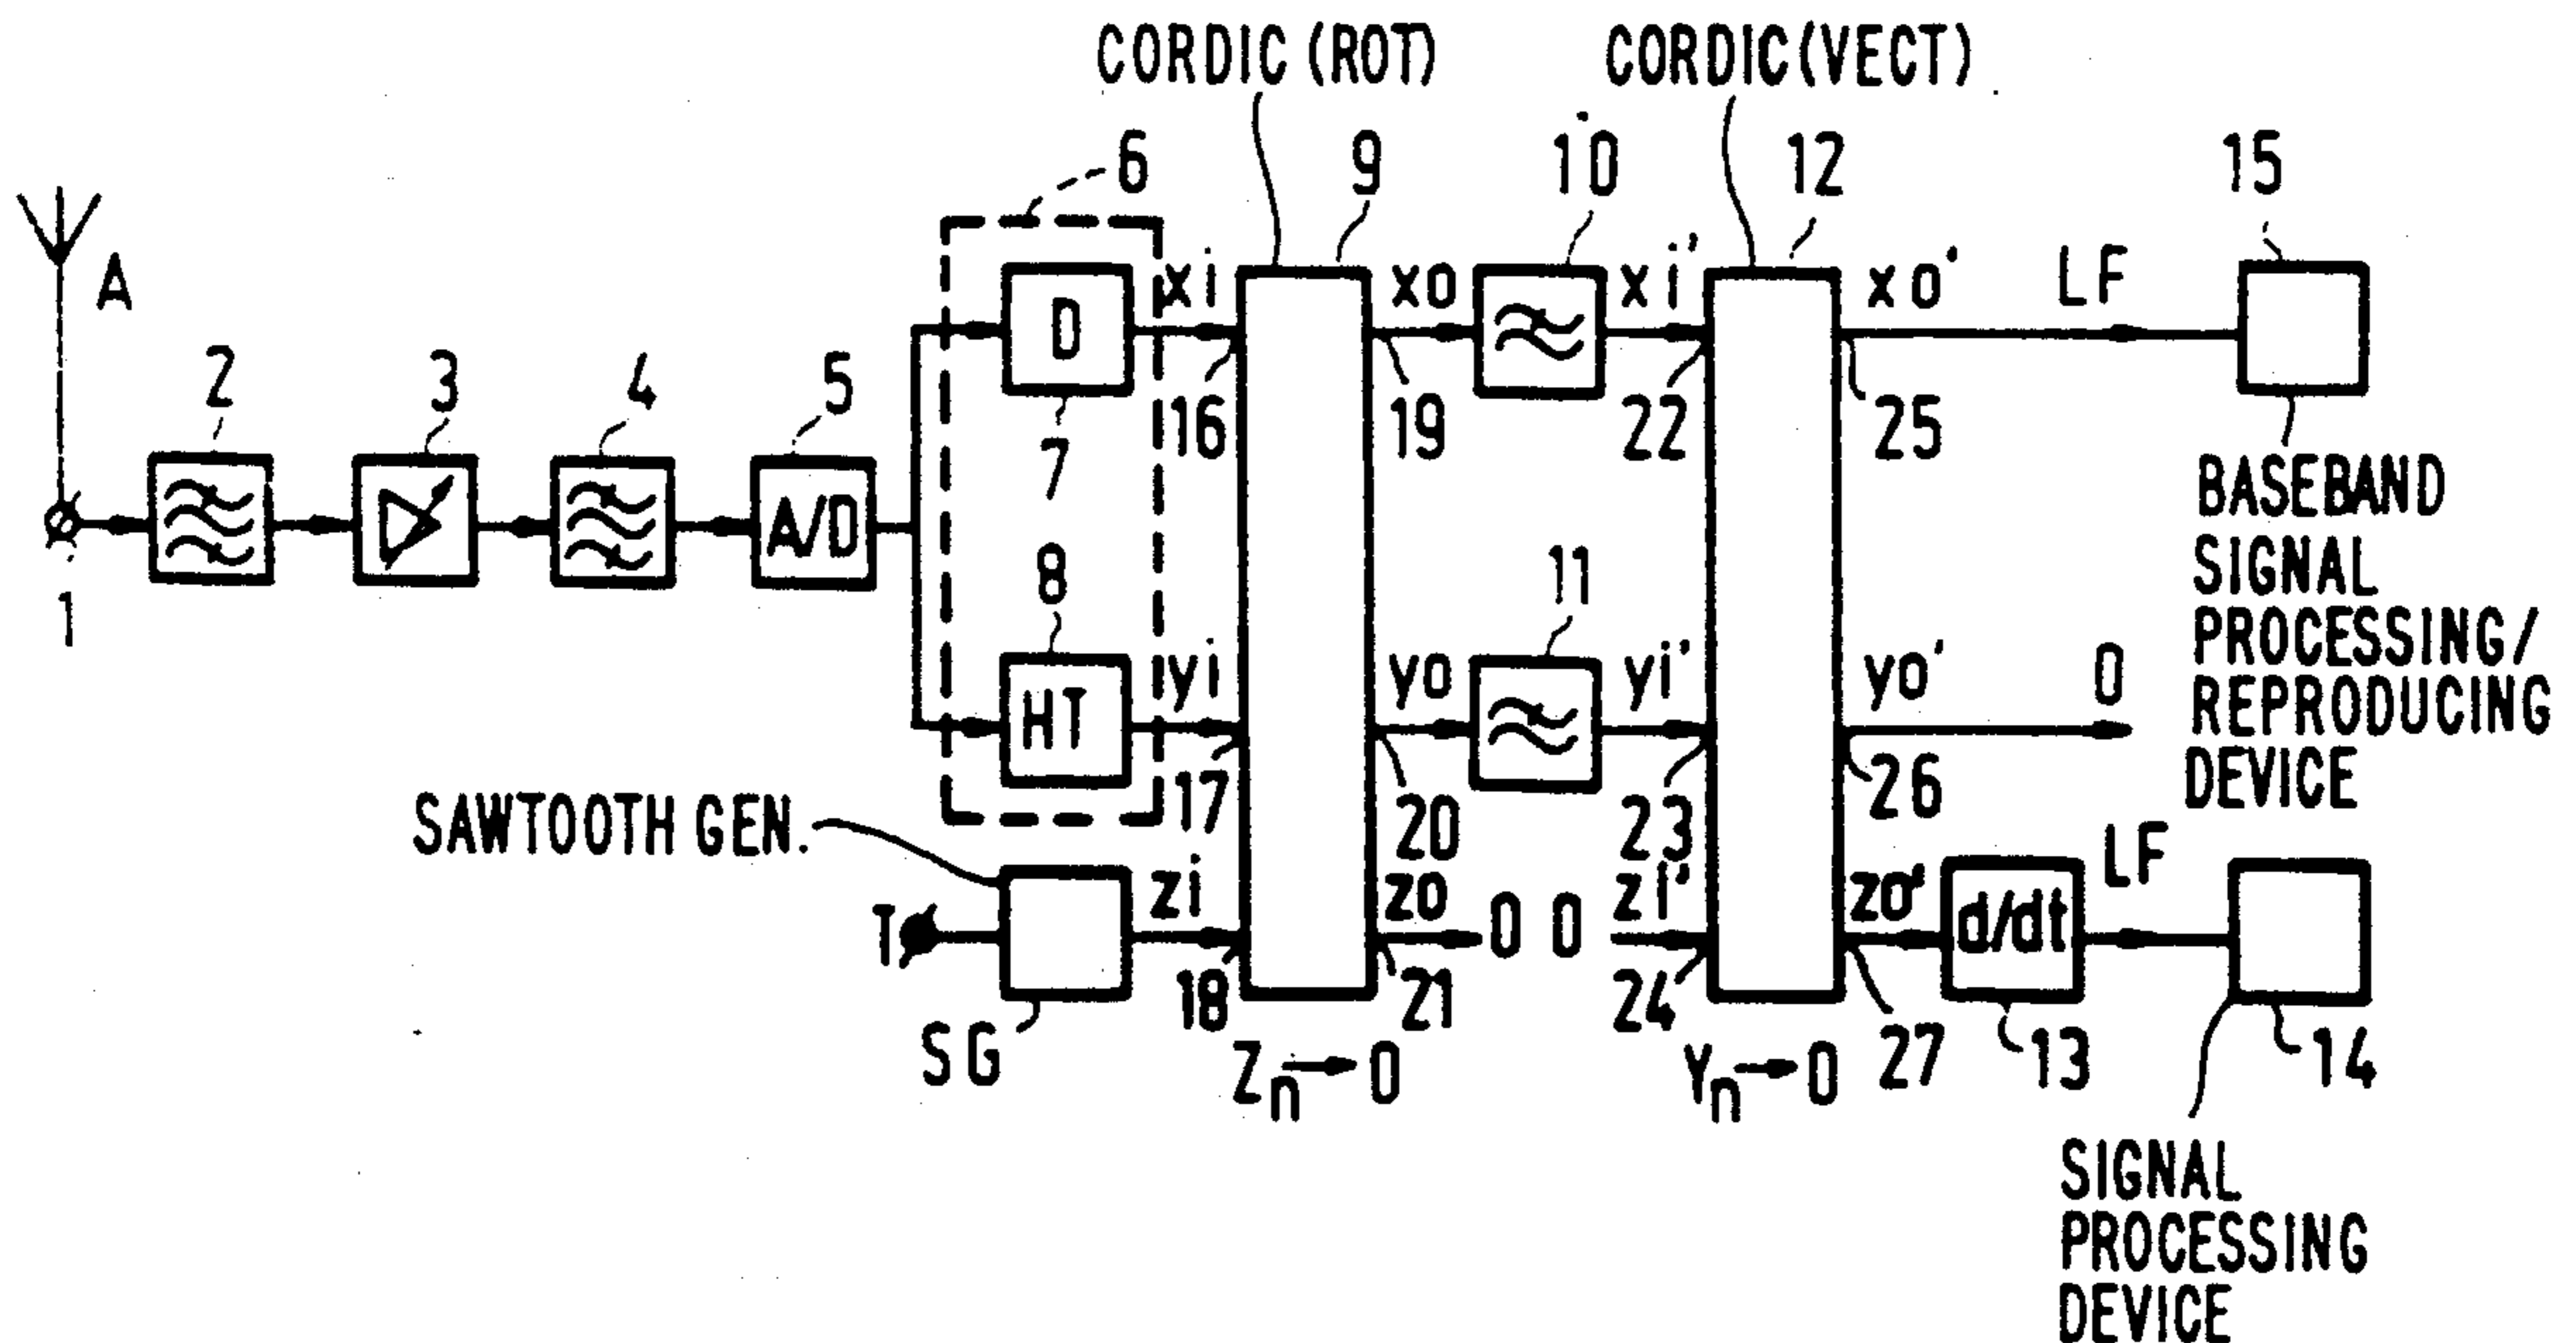 CORDIC (ROT)
CORDIC (VECT)
6
9
10
12
15
A
xi
xo
xi'
xo'
LF
D
2
3
4
5
7
16
19
22
25
A/D
BASEBAND
SIGNAL
PROCESSING/
REPRODUCING
DEVICE
1
8
11
HT
yi
yo
yi'
yo'
0
17
20
23
26
SAWTOOTH GEN.
T
zi
zo
0
0
zi'
zo'
d/dt
LF
SG
18
21
24
27
13
14
Zn→0
Yn→0
SIGNAL
PROCESSING
DEVICE